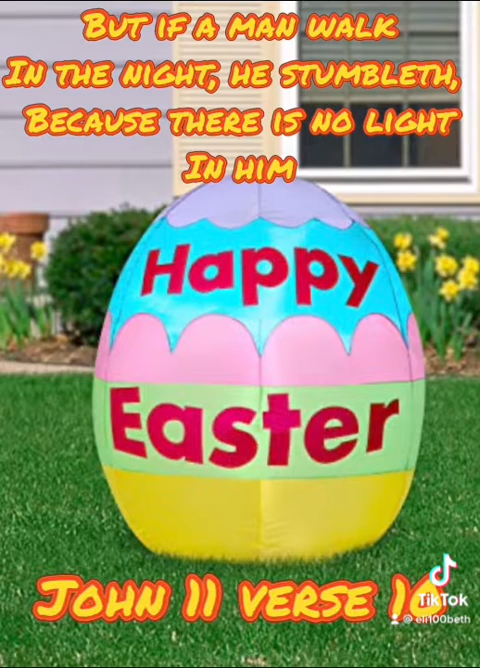 But if a man walk
In the night, he stumbleth,
Because there is no light
In him
Happy
Easter
John 11 verse
TikTok
@eli100beth